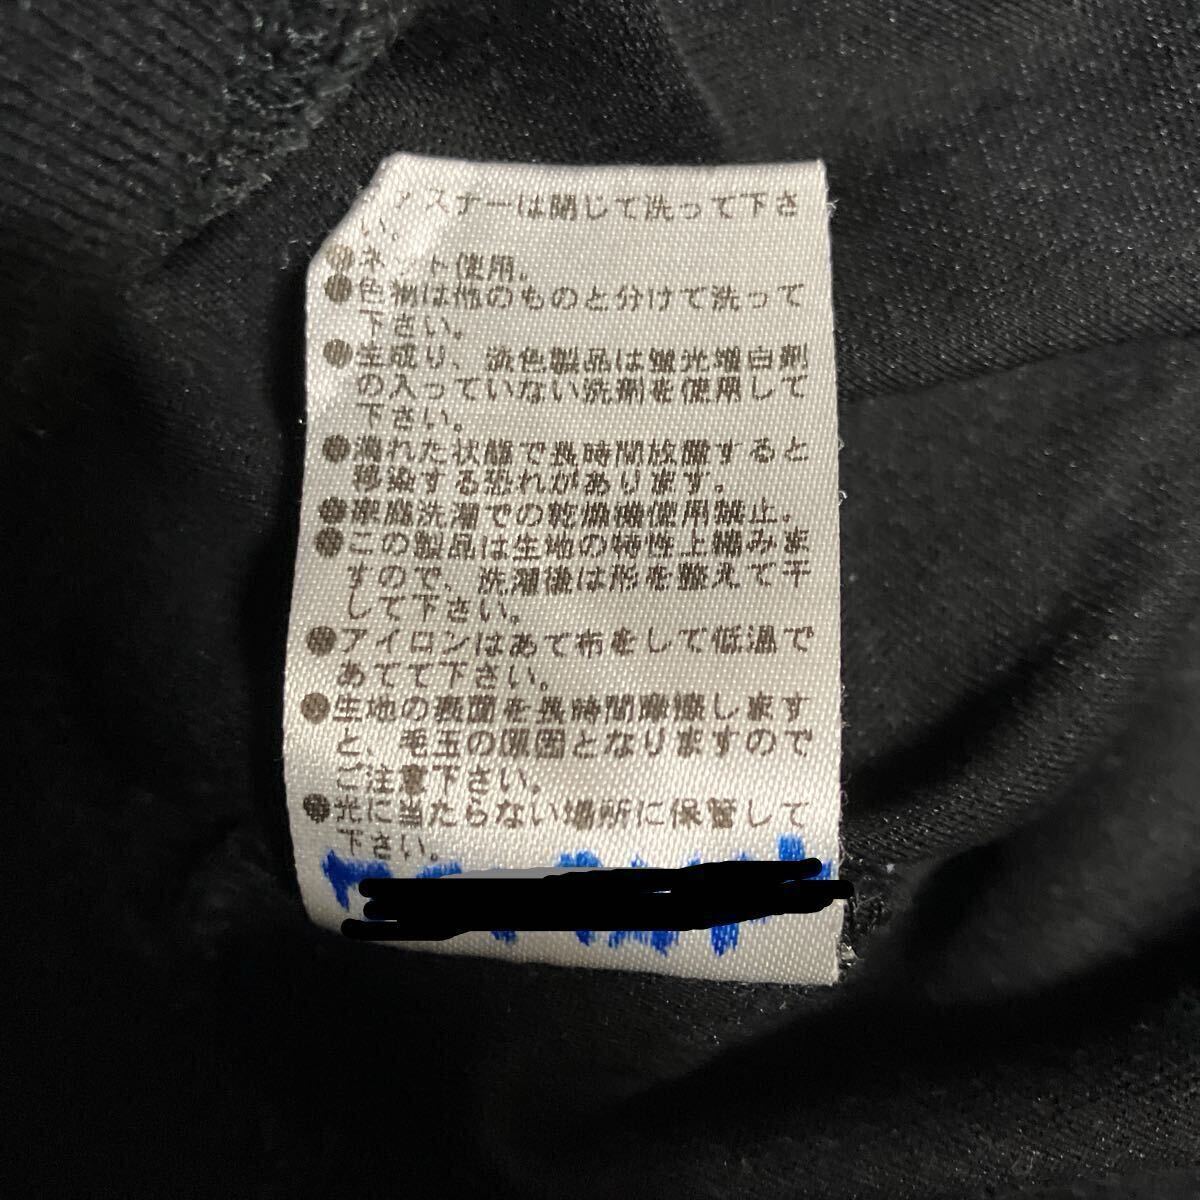 ァスナーは閉じて洗って下さ
い。
●ネット使用。
●色物は他のものと分けて洗って
下さい。
●生成り、淡色製品は蛍光増白剤
の入っていない洗剤を使用して
下さい。
●濡れた状態で長時間放置すると
移染する恐れがあります。
●家庭洗濯での乾燥機使用禁止。
●この製品は生地の特性上縮みま
すので、洗濯後は形を整えて干
して下さい。
●アイロンはあて布をして低温で
あてて下さい。
●生地の表面を長時間摩擦します
と、毛玉の原因となりますので
ご注意下さい。
●光に当たらない場所に保管して
下さい。